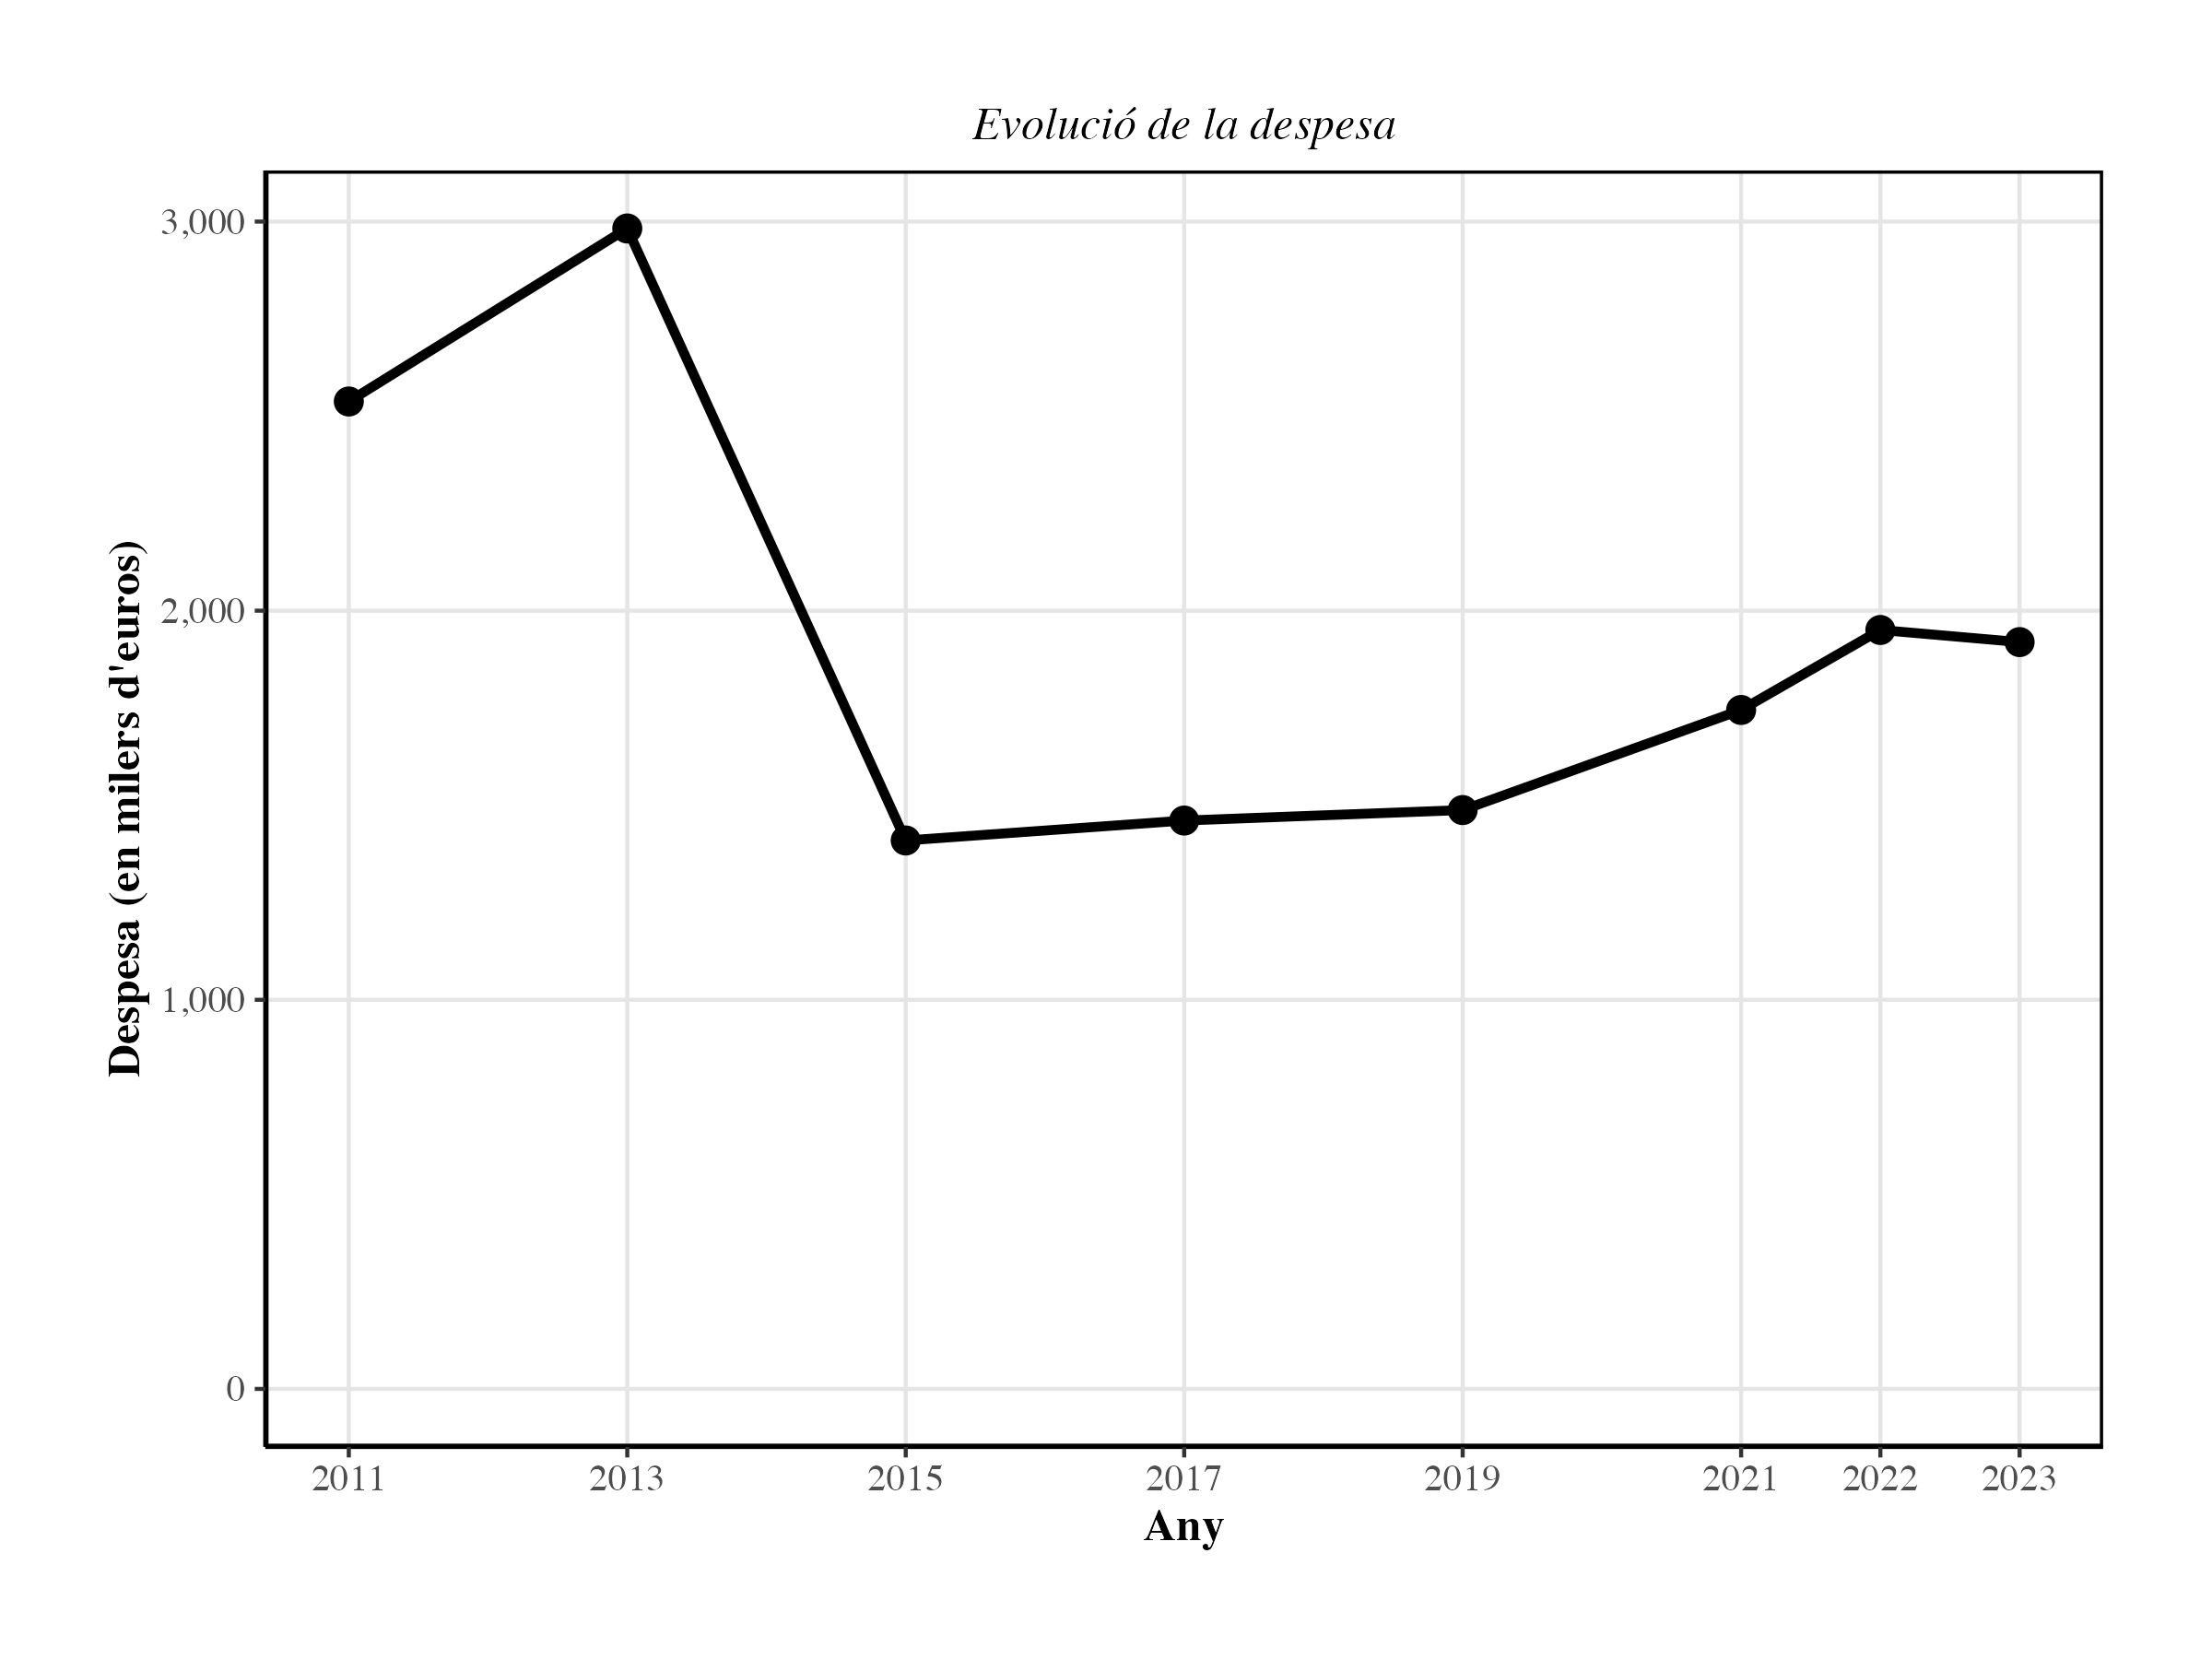 Evolució de la despesa
Despesa (en milers d'euros)
3,000
2,000
1,000
0
2011 2013 2015 2017 2019 2021 2022 2023
Any